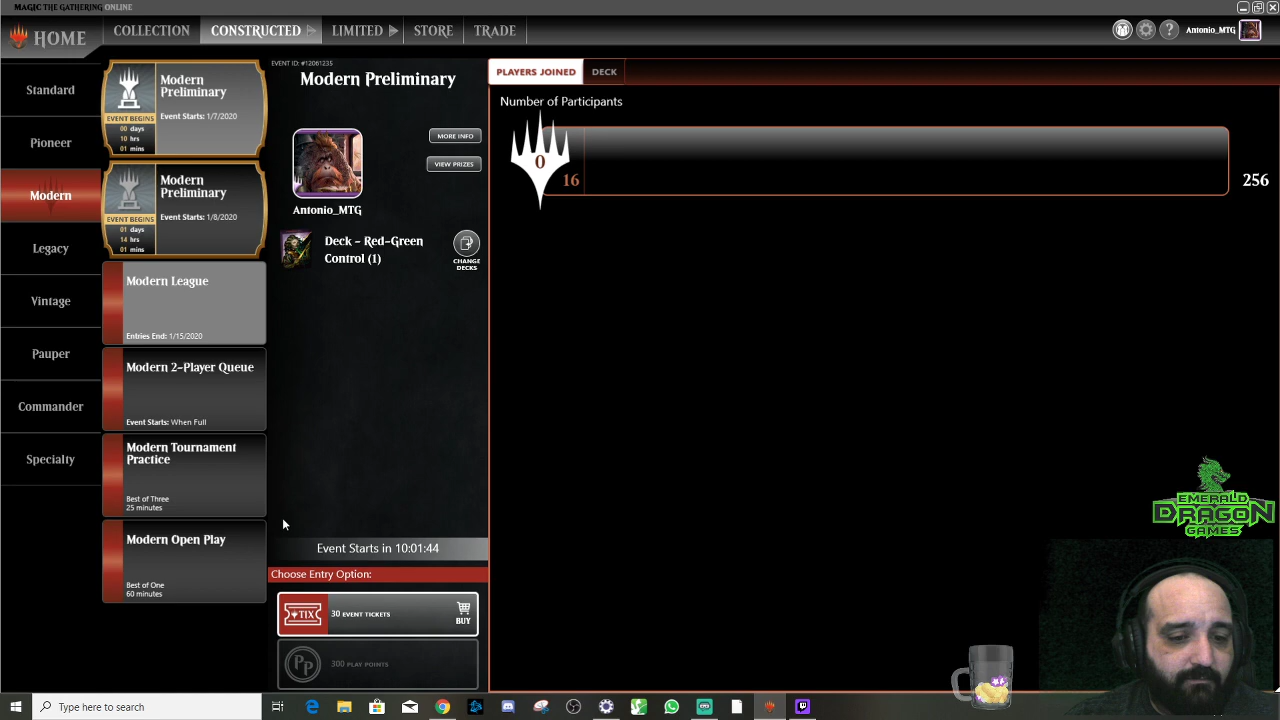 MAGIC THE GATHERING ONLINE
HOME
COLLECTION
CONSTRUCTED
LIMITED
STORE
TRADE
Antonio_MTG
Standard
Pioneer
Modern
Legacy
Vintage
Pauper
Commander
Specialty
Modern
Preliminary
Event Starts: 1/7/2020
EVENT BEGINS
00 days
10 hrs
01 mins
Modern
Preliminary
Event Starts: 1/8/2020
EVENT BEGINS
01 days
14 hrs
01 mins
Modern League
Entries End: 1/15/2020
Modern 2-Player Queue
Event Starts: When Full
Modern Tournament
Practice
Best of Three
25 minutes
Modern Open Play
Best of One
60 minutes
EVENT ID: #12061235
Modern Preliminary
MORE INFO
VIEW PRIZES
Antonio_MTG
Deck - Red-Green
Control (1)
CHANGE
DECKS
Event Starts in 10:01:44
Choose Entry Option:
TIX
30 EVENT TICKETS
BUY
PP
300 PLAY POINTS
PLAYERS JOINED
DECK
Number of Participants
0
16
256
EMERALD
DRAGON
GAMES
Type here to search